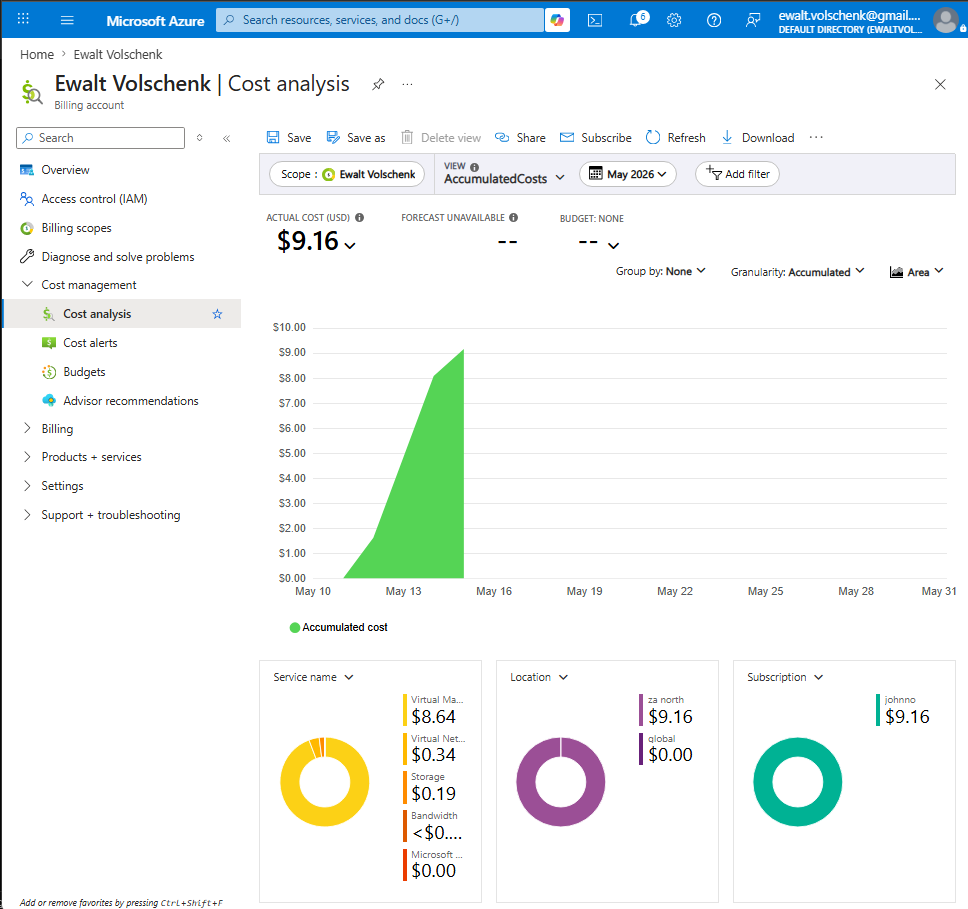 Microsoft Azure
Search resources, services, and docs (G+/)
6
ewalt.volschenk@gmail....
DEFAULT DIRECTORY (EWALTVOL...
Home > Ewalt Volschenk
Ewalt Volschenk | Cost analysis
...
Billing account
Search
Save
Save as
Delete view
Share
Subscribe
Refresh
Download
...
Scope : Ewalt Volschenk
VIEW
AccumulatedCosts
May 2026
Add filter
Overview
Access control (IAM)
Billing scopes
Diagnose and solve problems
Cost management
Cost analysis
Cost alerts
Budgets
Advisor recommendations
Billing
Products + services
Settings
Support + troubleshooting
Add or remove favorites by pressing Ctrl+Shift+F
ACTUAL COST (USD)
$9.16
FORECAST UNAVAILABLE
--
BUDGET: NONE
--
Group by: None
Granularity: Accumulated
Area
$10.00
$9.00
$8.00
$7.00
$6.00
$5.00
$4.00
$3.00
$2.00
$1.00
$0.00
May 10
May 13
May 16
May 19
May 22
May 25
May 28
May 31
Accumulated cost
Service name
Virtual Ma...
$8.64
Virtual Net...
$0.34
Storage
$0.19
Bandwidth
<$0....
Microsoft ...
$0.00
Location
za north
$9.16
global
$0.00
Subscription
johnno
$9.16